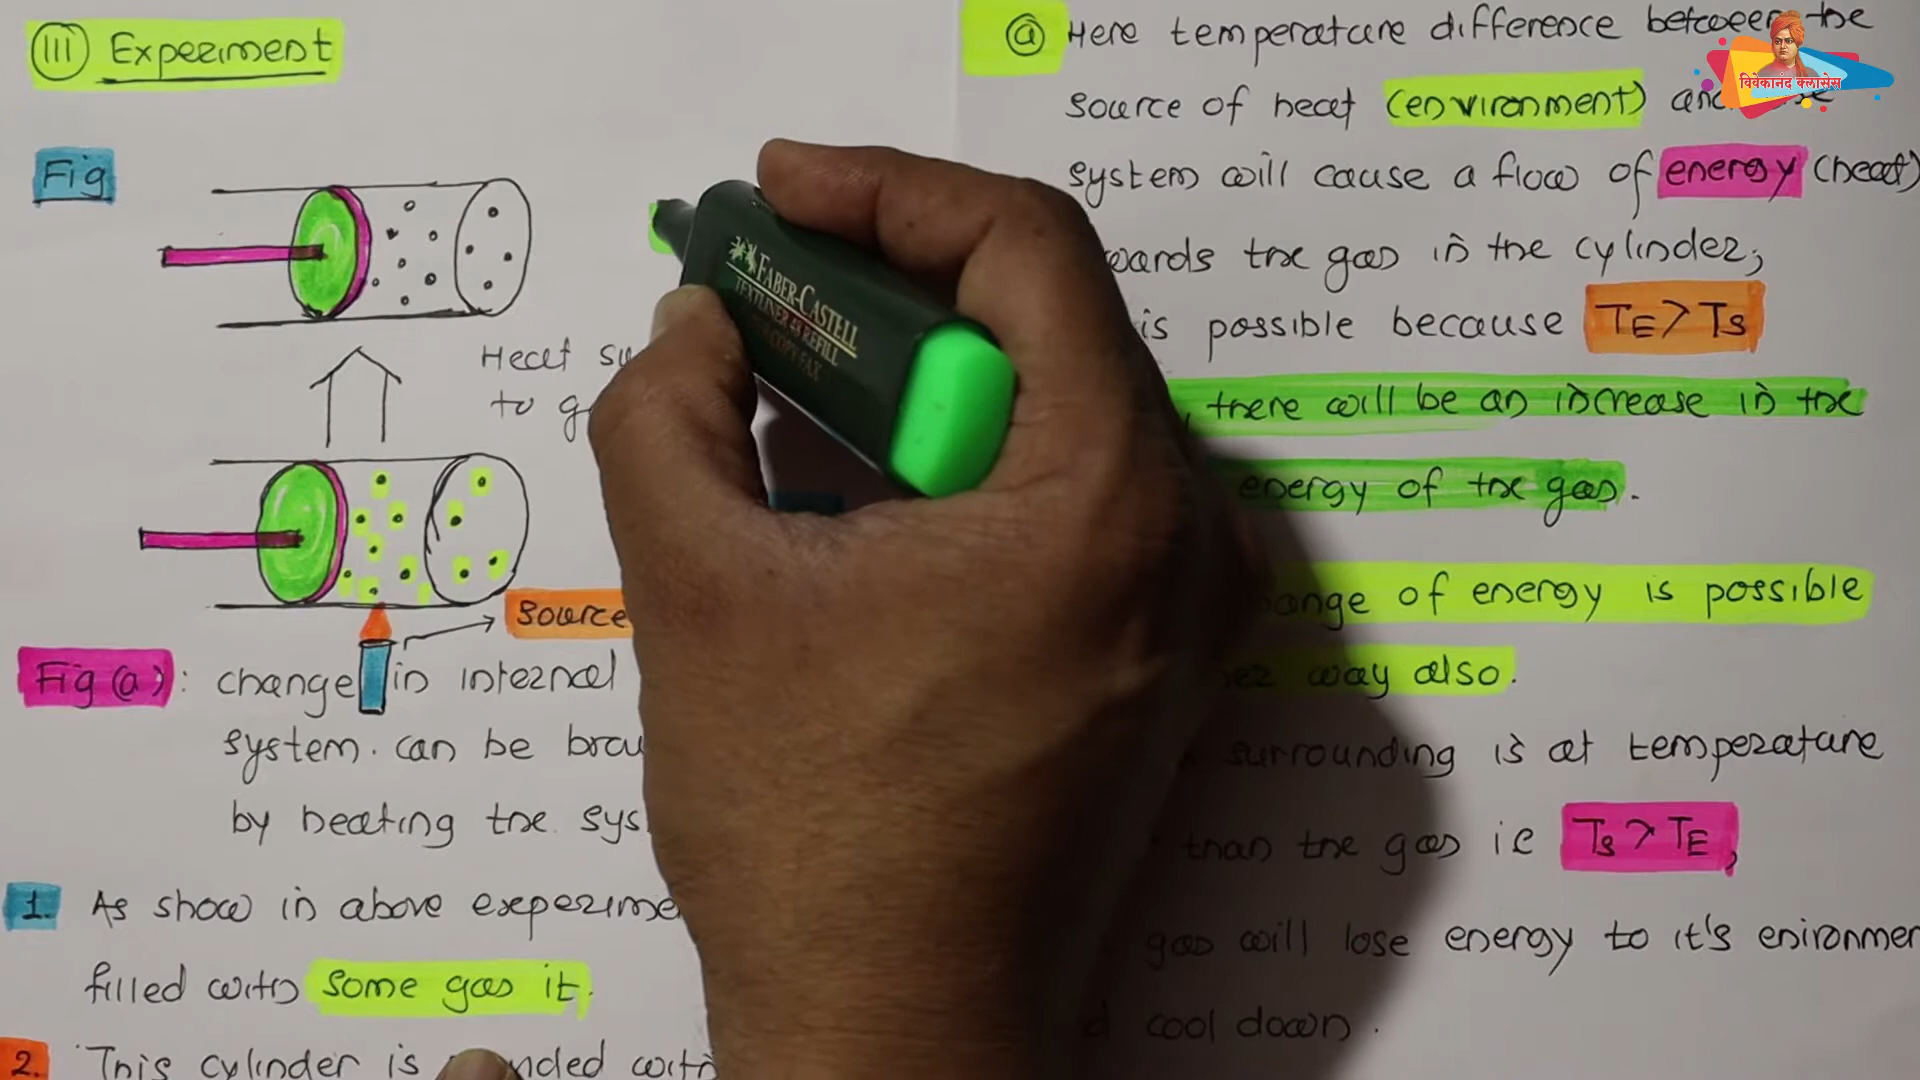 III Experiment
Fig
Heat su
to g
Source
Fig (a): change in internal
system. can be brou
by heating the sys
1. As show in above experime
filled with some gas it.
2. This cylinder is with
a Here temperature difference between the
source of heat (environment) and
system will cause a flow of energy (heat)
wards the gas in the cylinder;
is possible because TE > TS
, there will be an increase in the
energy of the gas.
ange of energy is possible
way also.
surrounding is at temperature
than the gas ie TS > TE,
gas will lose energy to it's enironmen
cool down.
विवेकानंद क्लासेस
FABER-CASTELL
TEXTLINER 48 REFILL
COPY·FAX